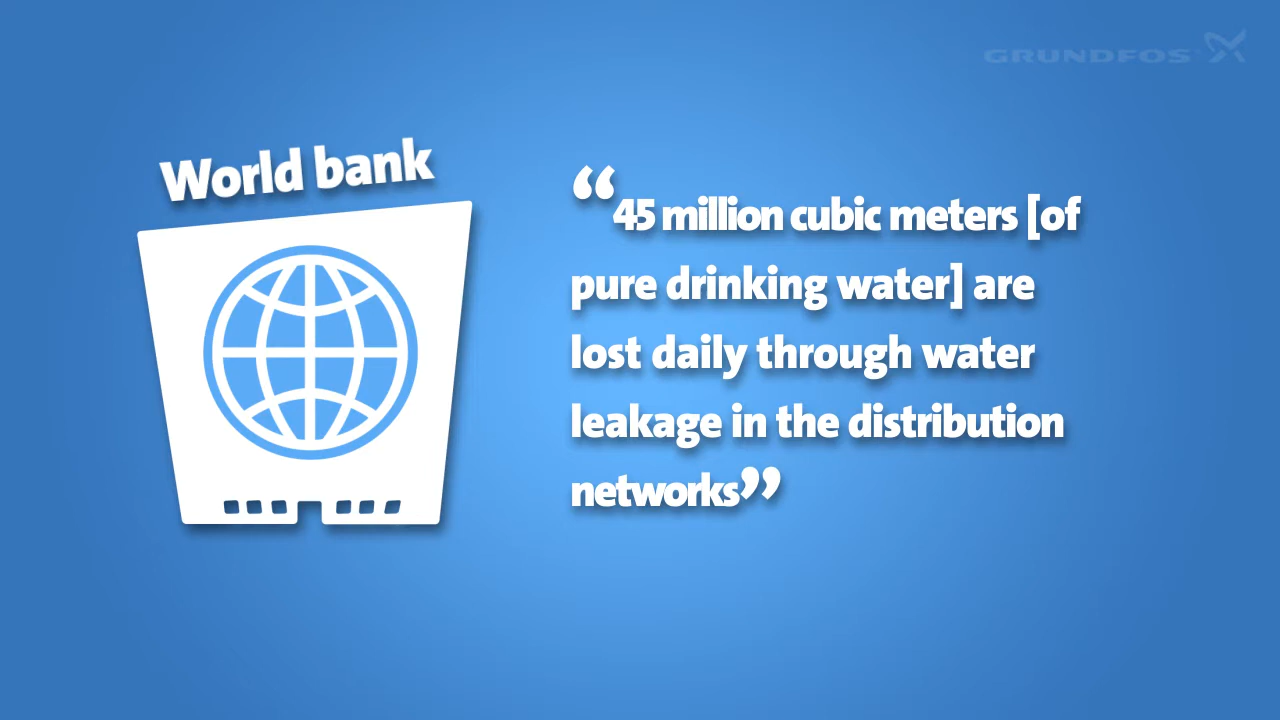 GRUNDFOS
World bank
“45 million cubic meters [of
pure drinking water] are
lost daily through water
leakage in the distribution
networks”